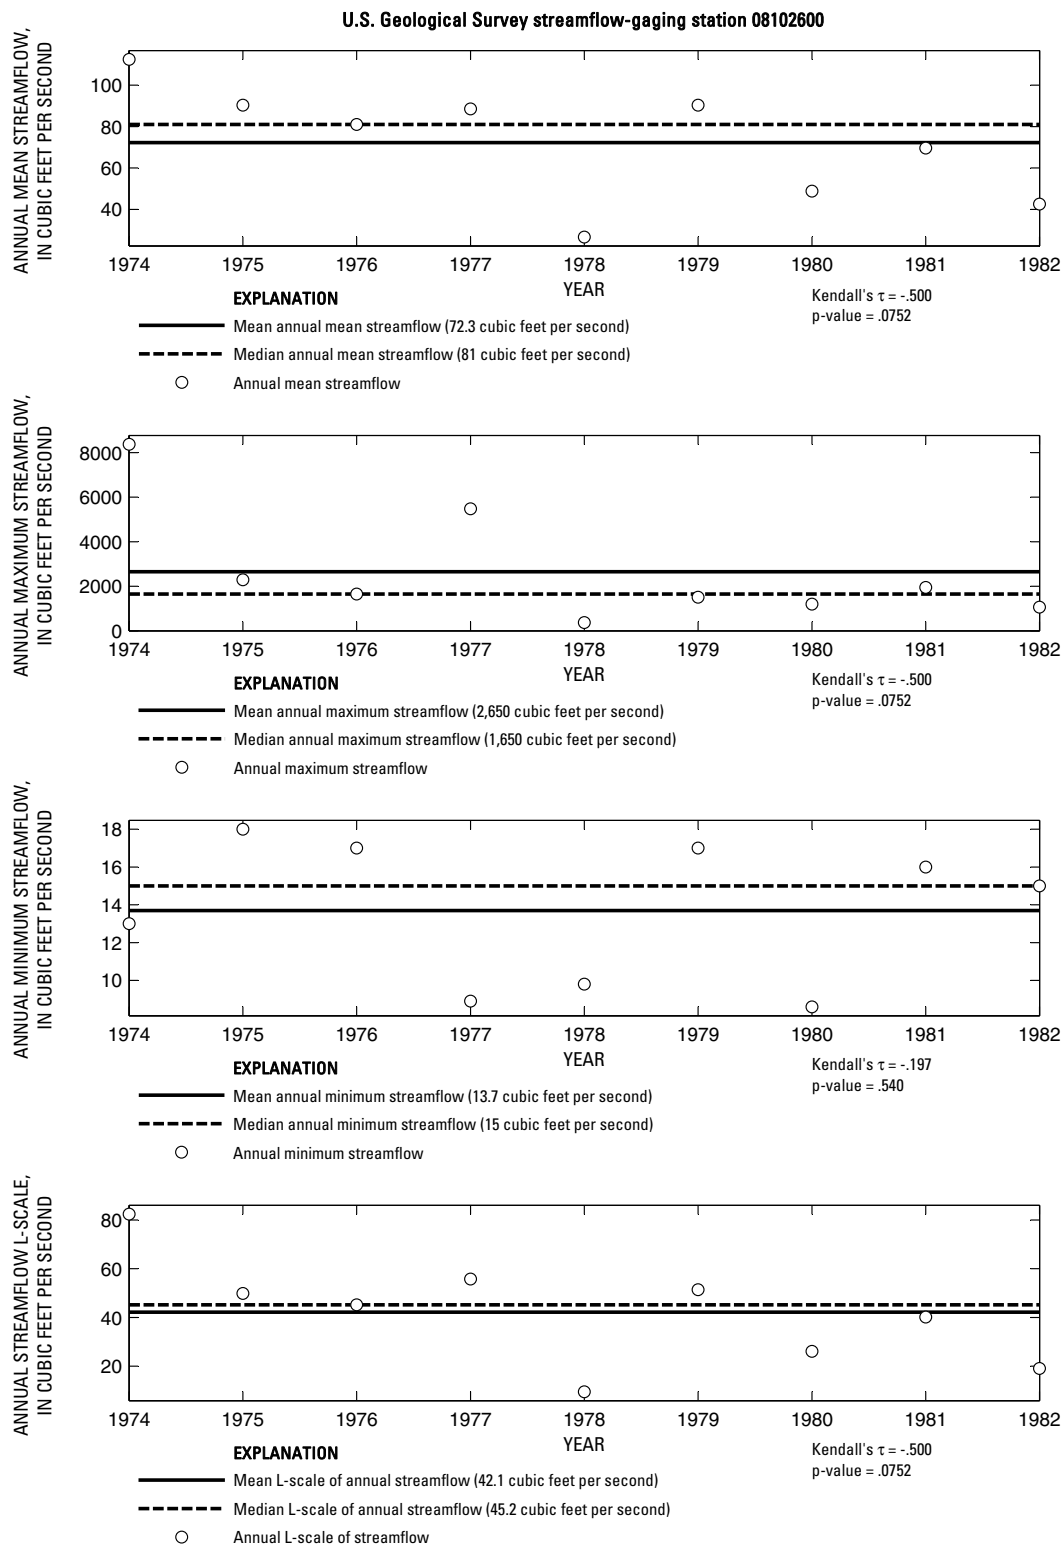 U.S. Geological Survey streamflow-gaging station 08102600
ANNUAL MEAN STREAMFLOW,
IN CUBIC FEET PER SECOND
100
80
60
40
1974 1975 1976 1977 1978 1979 1980 1981 1982
YEAR
EXPLANATION
Mean annual mean streamflow (72.3 cubic feet per second)
Median annual mean streamflow (81 cubic feet per second)
Annual mean streamflow
Kendall's τ = -.500
p-value = .0752
ANNUAL MAXIMUM STREAMFLOW,
IN CUBIC FEET PER SECOND
8000
6000
4000
2000
0
1974 1975 1976 1977 1978 1979 1980 1981 1982
YEAR
EXPLANATION
Mean annual maximum streamflow (2,650 cubic feet per second)
Median annual maximum streamflow (1,650 cubic feet per second)
Annual maximum streamflow
Kendall's τ = -.500
p-value = .0752
ANNUAL MINIMUM STREAMFLOW,
IN CUBIC FEET PER SECOND
18
16
14
12
10
1974 1975 1976 1977 1978 1979 1980 1981 1982
YEAR
EXPLANATION
Mean annual minimum streamflow (13.7 cubic feet per second)
Median annual minimum streamflow (15 cubic feet per second)
Annual minimum streamflow
Kendall's τ = -.197
p-value = .540
ANNUAL STREAMFLOW L-SCALE,
IN CUBIC FEET PER SECOND
80
60
40
20
1974 1975 1976 1977 1978 1979 1980 1981 1982
YEAR
EXPLANATION
Mean L-scale of annual streamflow (42.1 cubic feet per second)
Median L-scale of annual streamflow (45.2 cubic feet per second)
Annual L-scale of streamflow
Kendall's τ = -.500
p-value = .0752